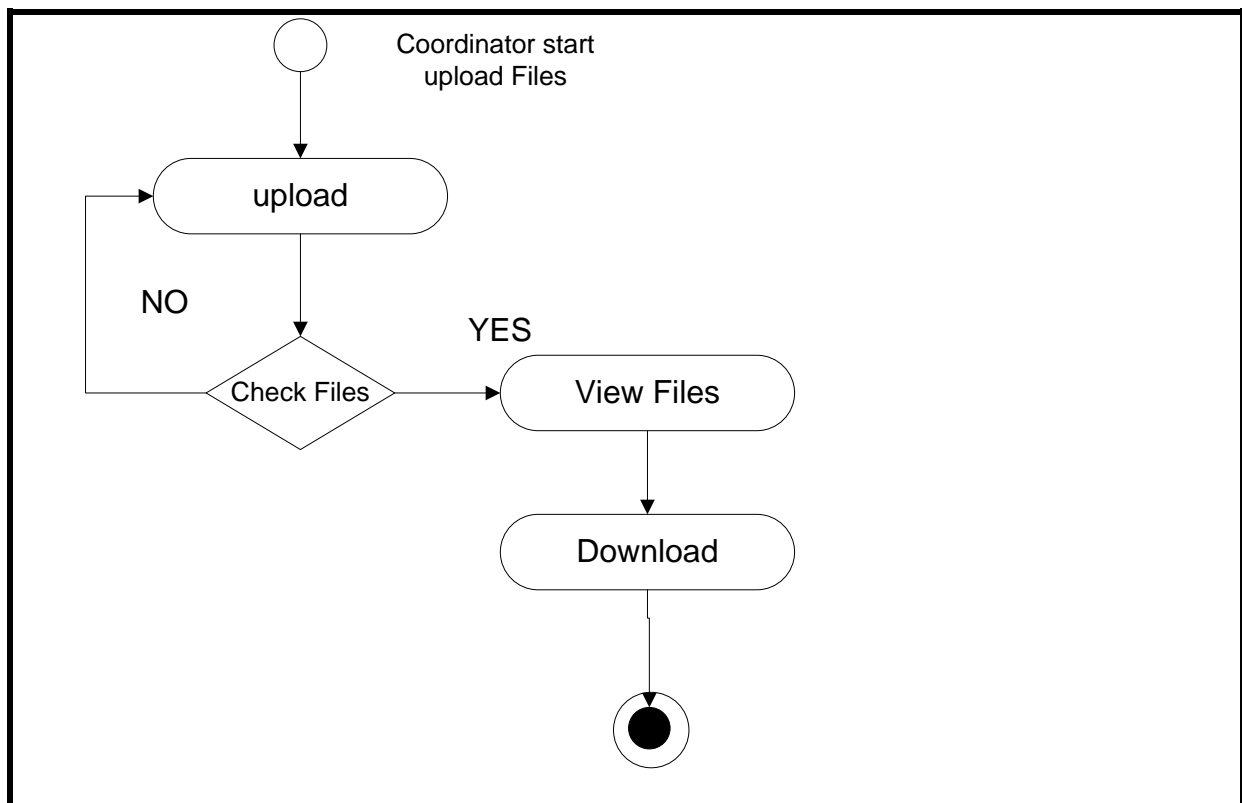 Coordinator start
upload Files
upload
NO
YES
Check Files
View Files
Download